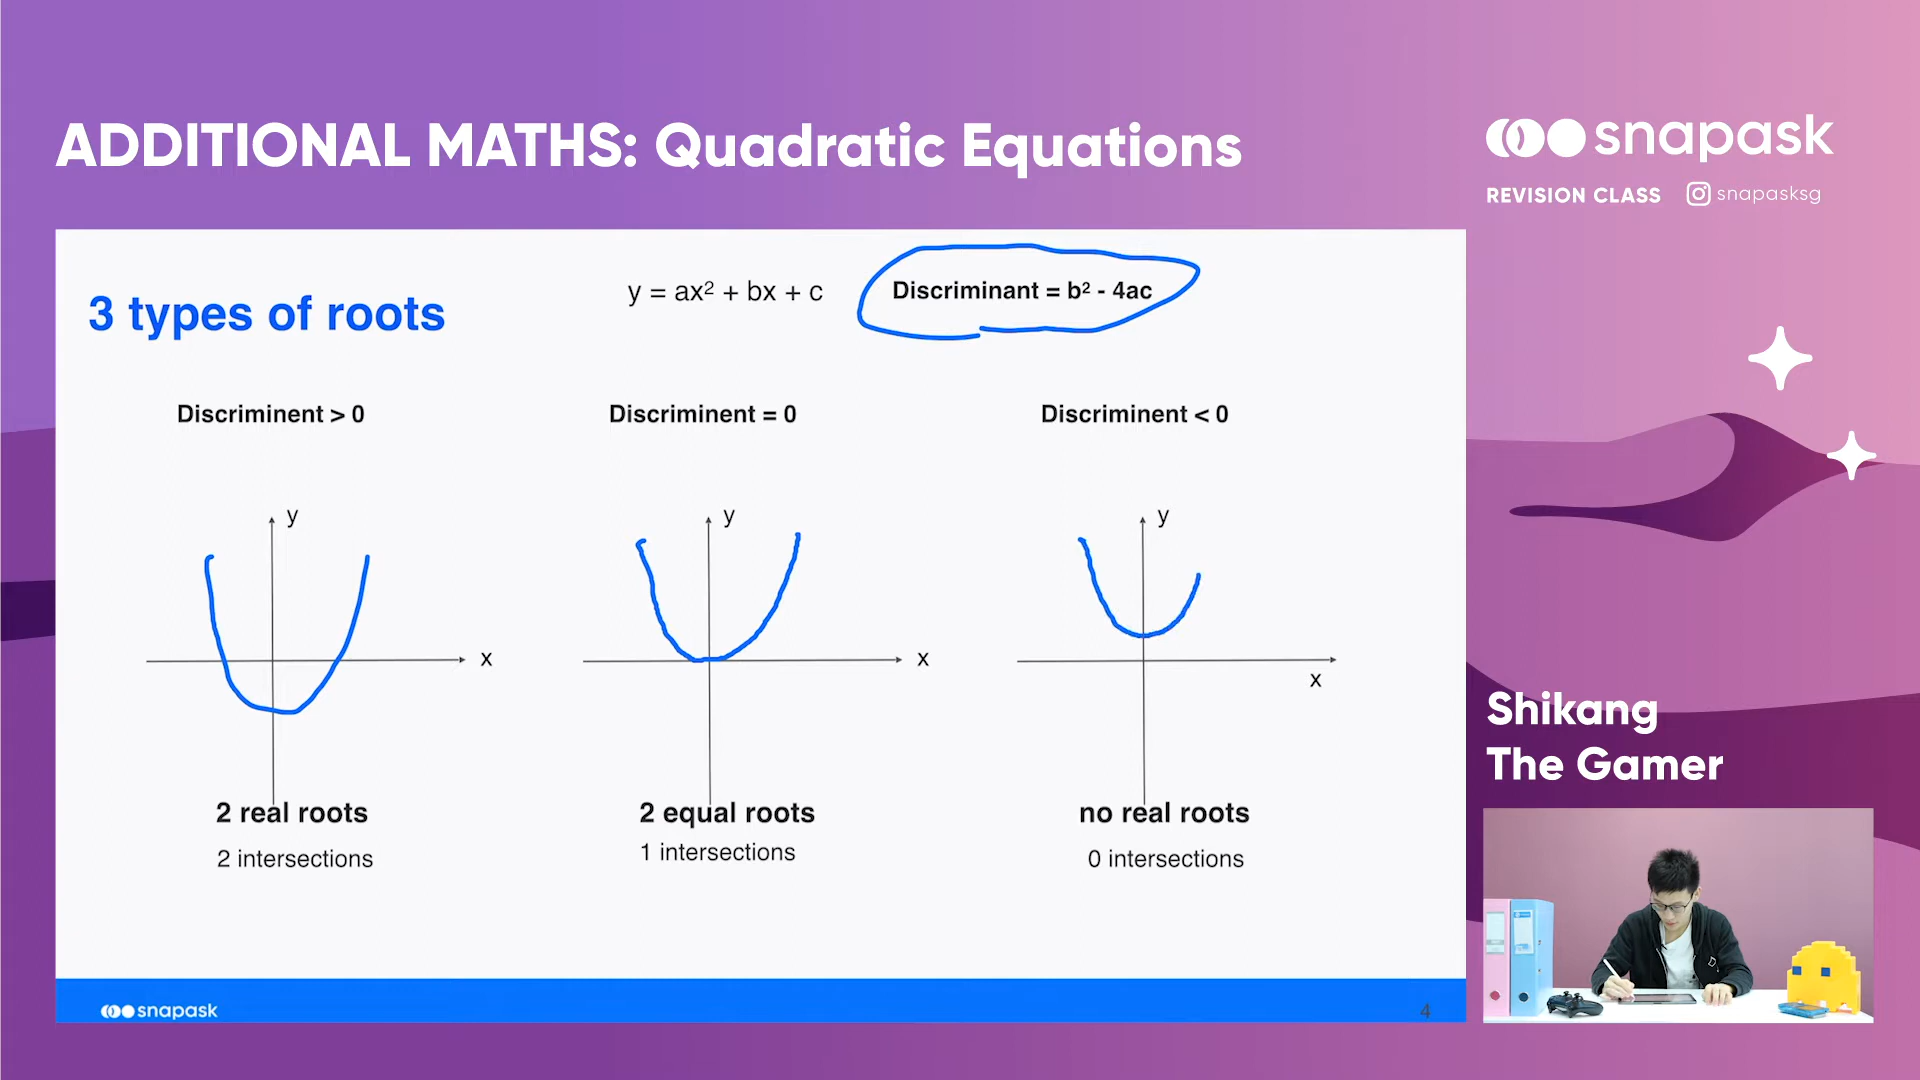 ADDITIONAL MATHS: Quadratic Equations
snapask
REVISION CLASS snapasksg
3 types of roots
y = ax² + bx + c
Discriminant = b² - 4ac
Discriminent > 0
Discriminent = 0
Discriminent < 0
y
x
y
x
y
x
2 real roots
2 intersections
2 equal roots
1 intersections
no real roots
0 intersections
Shikang
The Gamer
snapask
4